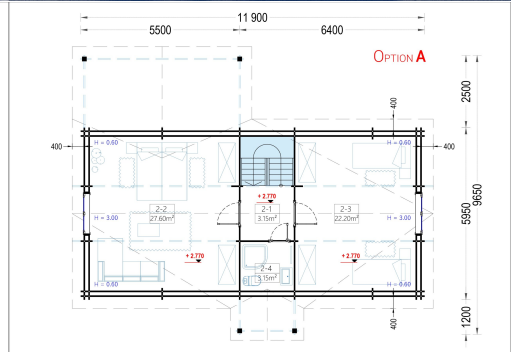 11 900
5500
6400
OPTION A
400
2500
H = 0.60
H = 0.60
400
400
+ 2.770
2-2
27.60m²
2-1
3.15m²
2-3
22.20m²
H = 3.00
H = 3.00
5950
9650
+ 2.770
+ 2.770
2-4
3.15m²
H = 0.60
H = 0.60
400
1200